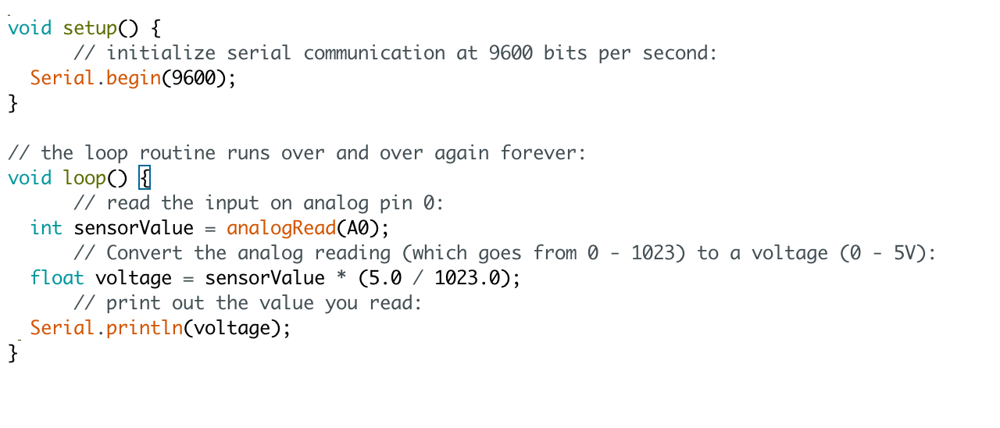 void setup() {
      // initialize serial communication at 9600 bits per second:
  Serial.begin(9600);
}

// the loop routine runs over and over again forever:
void loop() {
      // read the input on analog pin 0:
  int sensorValue = analogRead(A0);
      // Convert the analog reading (which goes from 0 - 1023) to a voltage (0 - 5V):
  float voltage = sensorValue * (5.0 / 1023.0);
      // print out the value you read:
  Serial.println(voltage);
}